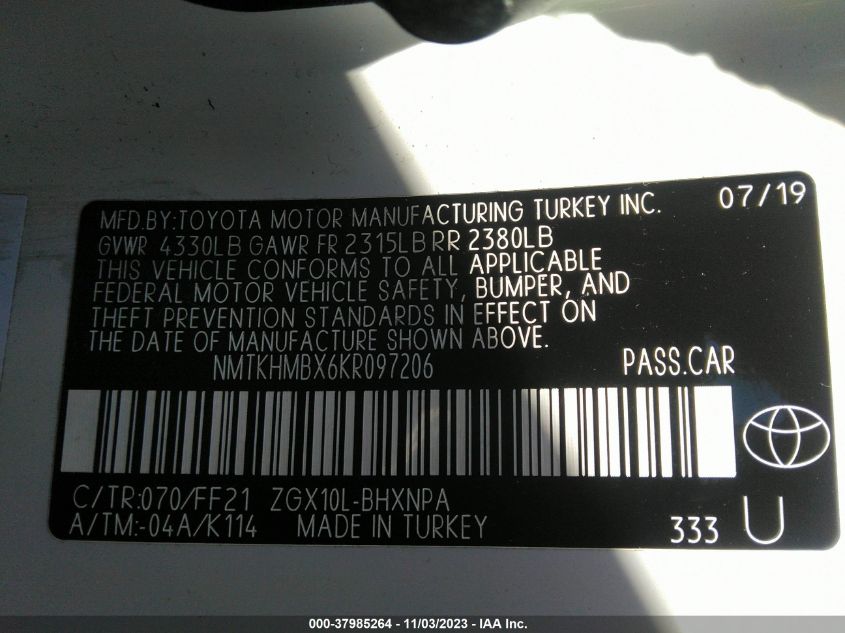 MFD.BY:TOYOTA MOTOR MANUFACTURING TURKEY INC. 07/19
GVWR 4330LB GAWR FR 2315LB RR 2380LB
THIS VEHICLE CONFORMS TO ALL APPLICABLE
FEDERAL MOTOR VEHICLE SAFETY, BUMPER, AND
THEFT PREVENTION STANDARDS IN EFFECT ON
THE DATE OF MANUFACTURE SHOWN ABOVE.
NMTKHMBX6KR097206 PASS.CAR
C/TR:070/FF21 ZGX10L-BHXNPA
A/TM:-04A/K114 MADE IN TURKEY 333 U
000-37985264 - 11/03/2023 - IAA Inc.